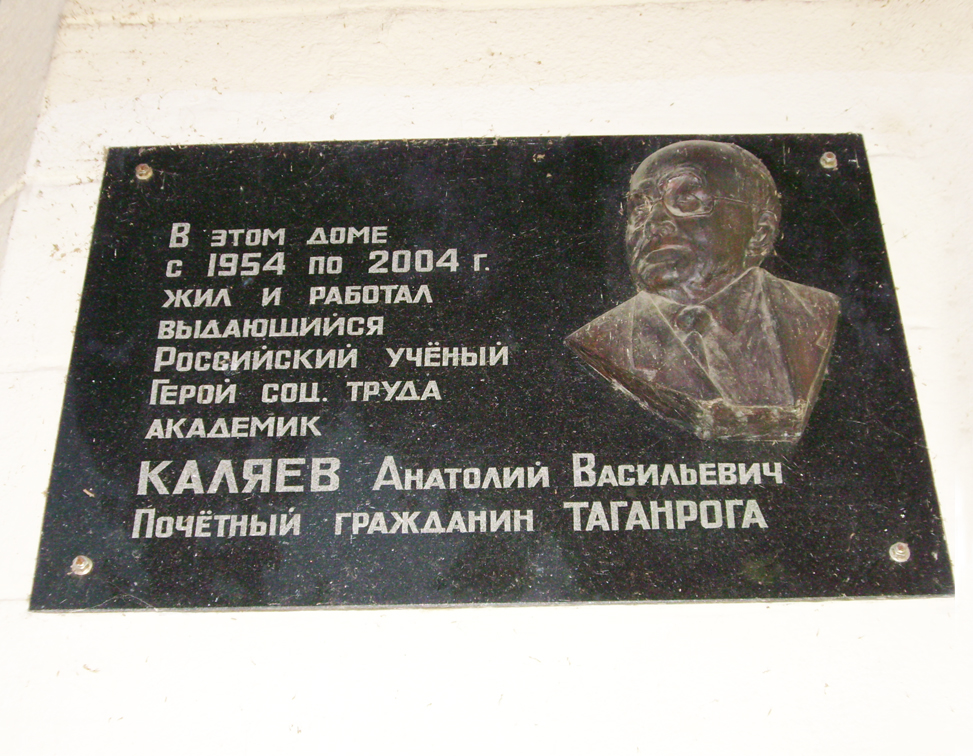 В ЭТОМ ДОМЕ
С 1954 ПО 2004 Г.
ЖИЛ И РАБОТАЛ
ВЫДАЮЩИЙСЯ
РОССИЙСКИЙ УЧЁНЫЙ
ГЕРОЙ СОЦ. ТРУДА
АКАДЕМИК
КАЛЯЕВ АНАТОЛИЙ ВАСИЛЬЕВИЧ
ПОЧЁТНЫЙ ГРАЖДАНИН ТАГАНРОГА